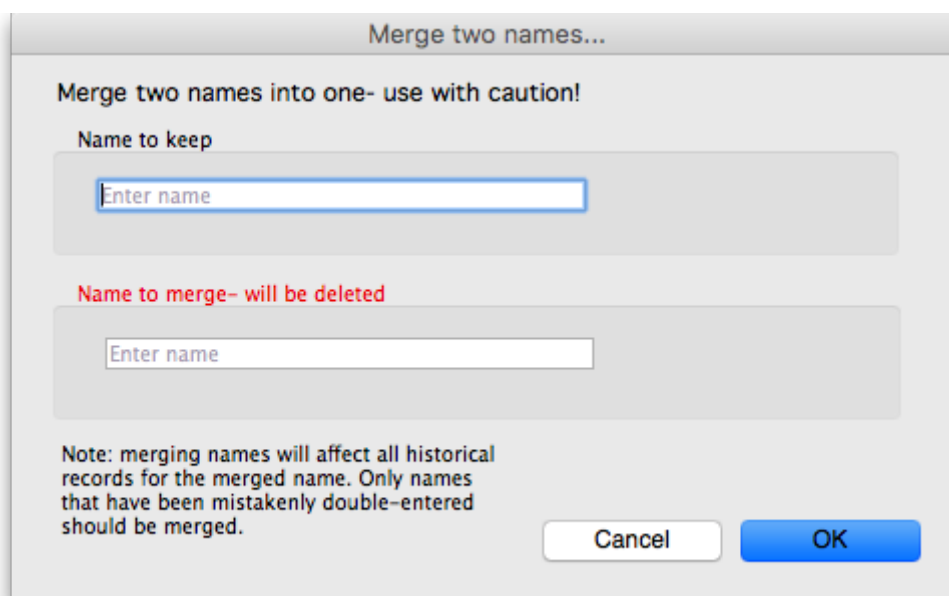 Merge two names...
Merge two names into one- use with caution!
Name to keep
Enter name
Name to merge– will be deleted
Enter name
Note: merging names will affect all historical
records for the merged name. Only names
that have been mistakenly double–entered
should be merged.
Cancel
OK